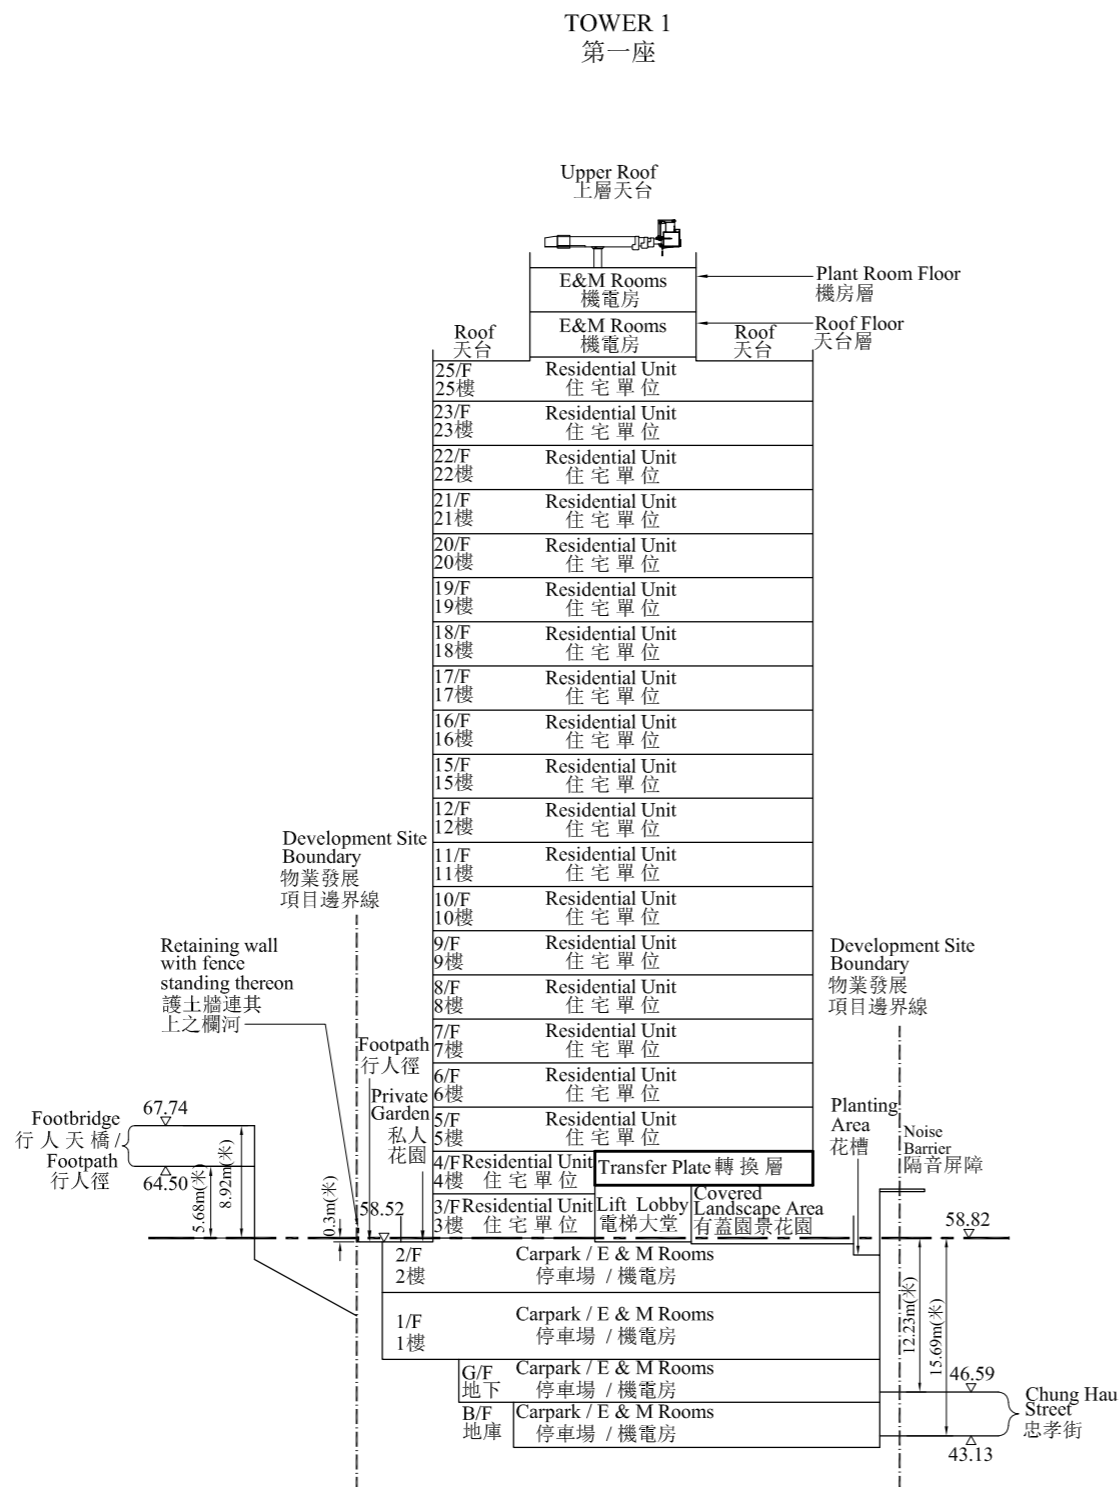 TOWER 1
第一座
Upper Roof
上層天台
E&M Rooms
機電房
Plant Room Floor
機房層
E&M Rooms
機電房
Roof Floor
天台層
Roof
天台
Roof
天台
25/F Residential Unit
25樓 住宅單位
23/F Residential Unit
23樓 住宅單位
22/F Residential Unit
22樓 住宅單位
21/F Residential Unit
21樓 住宅單位
20/F Residential Unit
20樓 住宅單位
19/F Residential Unit
19樓 住宅單位
18/F Residential Unit
18樓 住宅單位
17/F Residential Unit
17樓 住宅單位
16/F Residential Unit
16樓 住宅單位
15/F Residential Unit
15樓 住宅單位
12/F Residential Unit
12樓 住宅單位
11/F Residential Unit
11樓 住宅單位
10/F Residential Unit
10樓 住宅單位
9/F Residential Unit
9樓 住宅單位
8/F Residential Unit
8樓 住宅單位
7/F Residential Unit
7樓 住宅單位
6/F Residential Unit
6樓 住宅單位
5/F Residential Unit
5樓 住宅單位
4/F Residential Unit
4樓 住宅單位
Transfer Plate 轉換層
3/F Residential Unit
3樓 住宅單位
Lift Lobby
電梯大堂
Covered
Landscape Area
有蓋園景花園
2/F Carpark / E & M Rooms
2樓 停車場 / 機電房
1/F Carpark / E & M Rooms
1樓 停車場 / 機電房
G/F Carpark / E & M Rooms
地下 停車場 / 機電房
B/F Carpark / E & M Rooms
地庫 停車場 / 機電房
Development Site
Boundary
物業發展
項目邊界線
Retaining wall
with fence
standing thereon
護土牆連其
上之欄河
Footpath
行人徑
Private
Garden
私人
花園
Footbridge
行人天橋/
Footpath
行人徑
67.74
64.50
5.68m(米)
8.92m(米)
0.3m(米)
58.52
Development Site
Boundary
物業發展
項目邊界線
Planting
Area
花槽
Noise
Barrier
隔音屏障
58.82
12.23m(米)
15.69m(米)
46.59
43.13
Chung Hau
Street
忠孝街